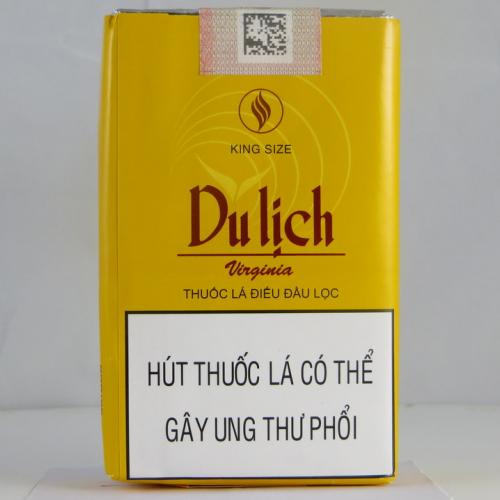 KING SIZE
Du lịch
Virginia
THUỐC LÁ ĐIẾU ĐẦU LỌC
HÚT THUỐC LÁ CÓ THỂ
GÂY UNG THƯ PHỔI